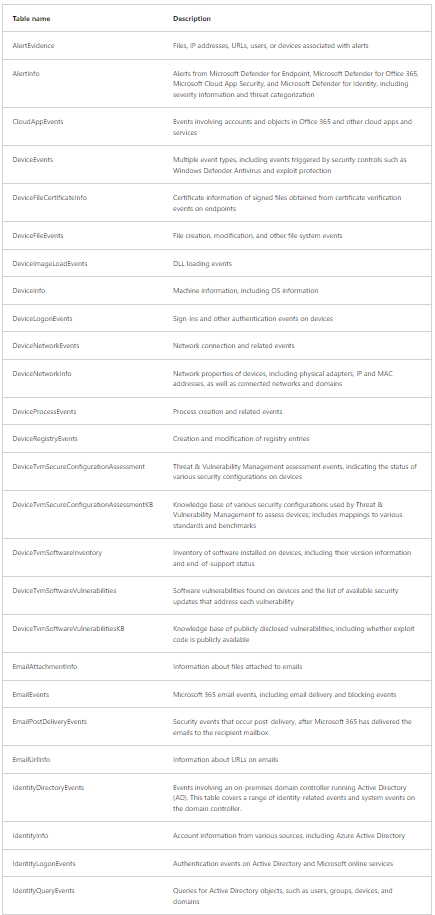 Table name Description
AlertEvidence Files, IP addresses, URLs, users, or devices associated with alerts
AlertInfo Alerts from Microsoft Defender for Endpoint, Microsoft Defender for Office 365,
Microsoft Cloud App Security, and Microsoft Defender for Identity, including
severity information and threat categorization
CloudAppEvents Events involving accounts and objects in Office 365 and other cloud apps and
services
DeviceEvents Multiple event types, including events triggered by security controls such as
Windows Defender Antivirus and exploit protection
DeviceFileCertificateInfo Certificate information of signed files obtained from certificate verification
events on endpoints
DeviceFileEvents File creation, modification, and other file system events
DeviceImageLoadEvents DLL loading events
DeviceInfo Machine information, including OS information
DeviceLogonEvents Sign-ins and other authentication events on devices
DeviceNetworkEvents Network connection and related events
DeviceNetworkInfo Network properties of devices, including physical adapters, IP and MAC
addresses, as well as connected networks and domains
DeviceProcessEvents Process creation and related events
DeviceRegistryEvents Creation and modification of registry entries
DeviceTvmSecureConfigurationAssessment Threat & Vulnerability Management assessment events, indicating the status of
various security configurations on devices
DeviceTvmSecureConfigurationAssessmentKB Knowledge base of various security configurations used by Threat &
Vulnerability Management to assess devices; includes mappings to various
standards and benchmarks
DeviceTvmSoftwareInventory Inventory of software installed on devices, including their version information
and end-of-support status
DeviceTvmSoftwareVulnerabilities Software vulnerabilities found on devices and the list of available security
updates that address each vulnerability
DeviceTvmSoftwareVulnerabilitiesKB Knowledge base of publicly disclosed vulnerabilities, including whether exploit
code is publicly available
EmailAttachmentInfo Information about files attached to emails
EmailEvents Microsoft 365 email events, including email delivery and blocking events
EmailPostDeliveryEvents Security events that occur post-delivery, after Microsoft 365 has delivered the
emails to the recipient mailbox
EmailUrlInfo Information about URLs on emails
IdentityDirectoryEvents Events involving an on-premises domain controller running Active Directory
(AD). This table covers a range of identity-related events and system events on
the domain controller.
IdentityInfo Account information from various sources, including Azure Active Directory
IdentityLogonEvents Authentication events on Active Directory and Microsoft online services
IdentityQueryEvents Queries for Active Directory objects, such as users, groups, devices, and
domains